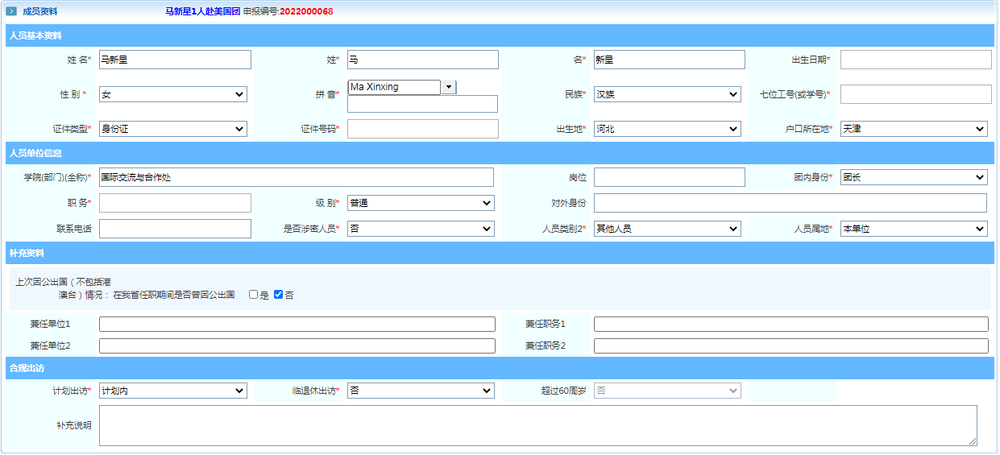 成员资料 马新星1人赴美国团 申报编号:2022000068
人员基本资料
姓 名* 马新星 姓* 马 名* 新星 出生日期*
性 别 * 女 拼 音* Ma Xinxing 民族* 汉族 七位工号(或学号)*
证件类型* 身份证 证件号码* 出生地* 河北 户口所在地* 天津
人员单位信息
学院(部门)(全称)* 国际交流与合作处 岗位 团内身份* 团长
职 务* 级 别* 普通 对外身份
联系电话 是否涉密人员* 否 人员类别2* 其他人员 人员属地* 本单位
补充资料
上次因公出国（不包括港
澳台）情况： 在我省任职期间是否曾因公出国 是 否
兼任单位1 兼任职务1
兼任单位2 兼任职务2
合规出访
计划出访* 计划内 临退休出访* 否 超过60周岁 否
补充说明